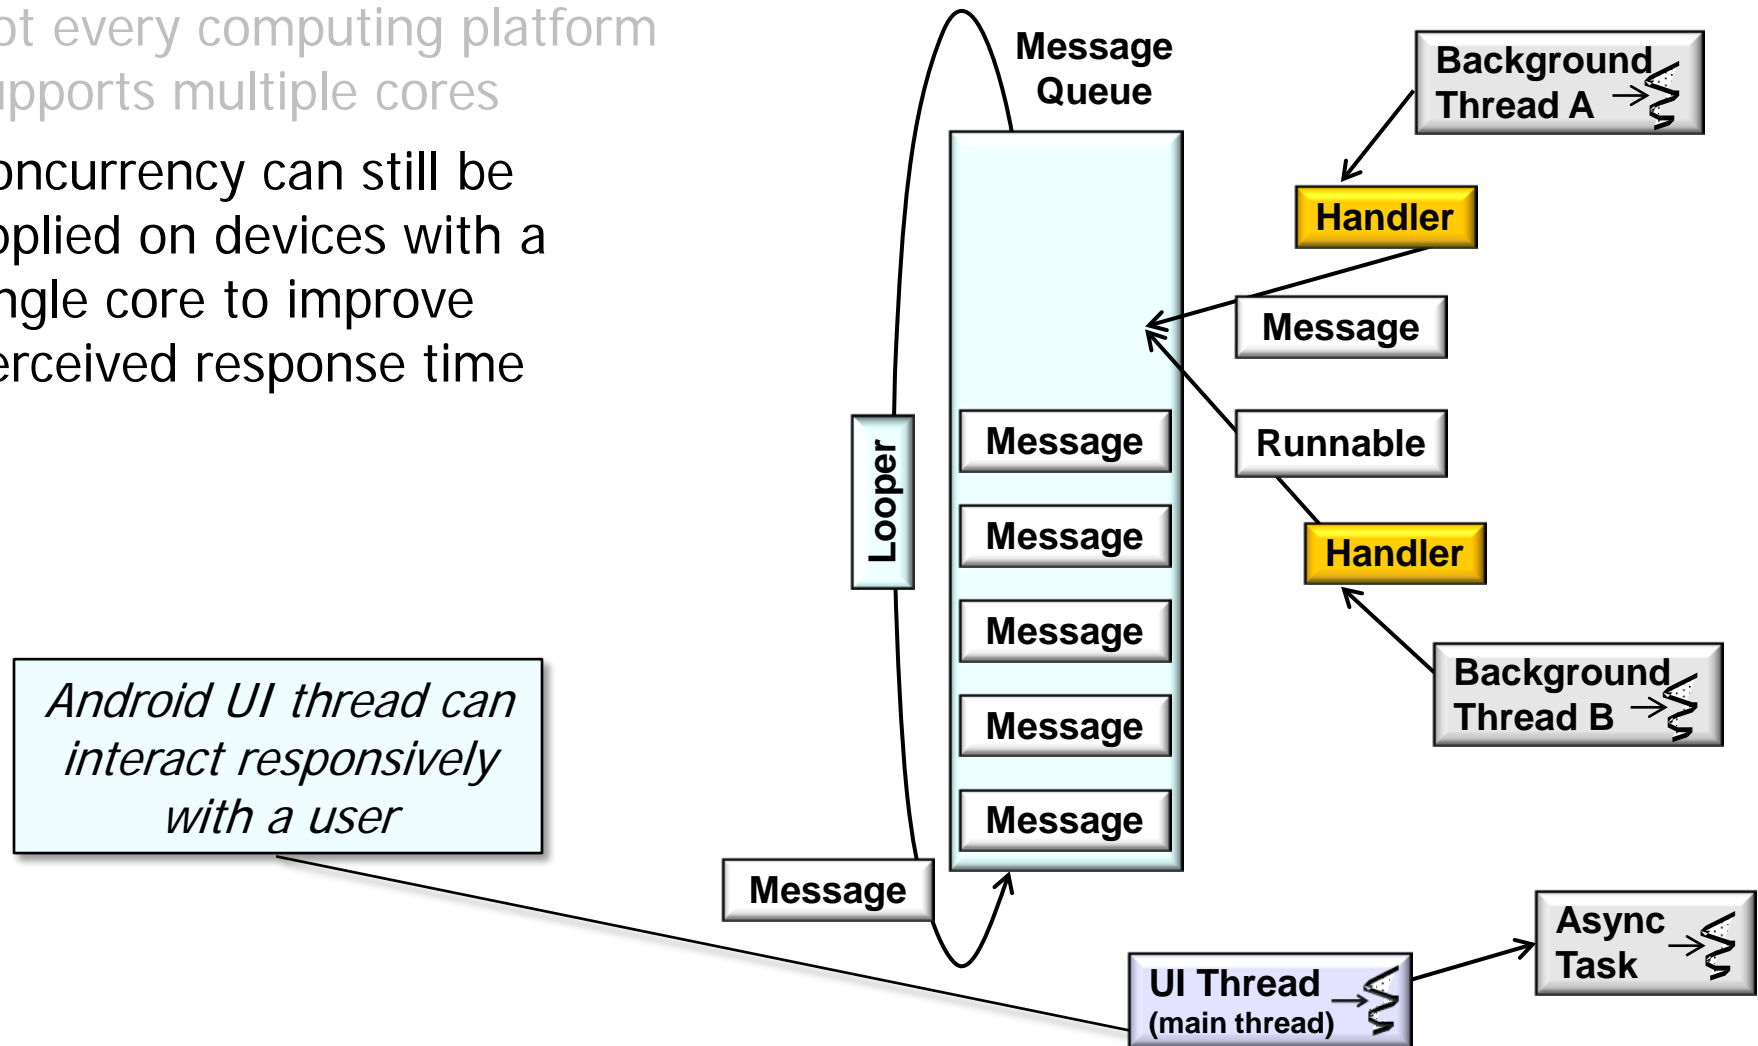 ot every computing platform
upports multiple cores
oncurrency can still be
pplied on devices with a
ngle core to improve
erceived response time
Message
Queue
Background
Thread A
Handler
Message
Runnable
Handler
Background
Thread B
Looper
Message
Message
Message
Message
Message
Message
Android UI thread can
interact responsively
with a user
UI Thread
(main thread)
Async
Task